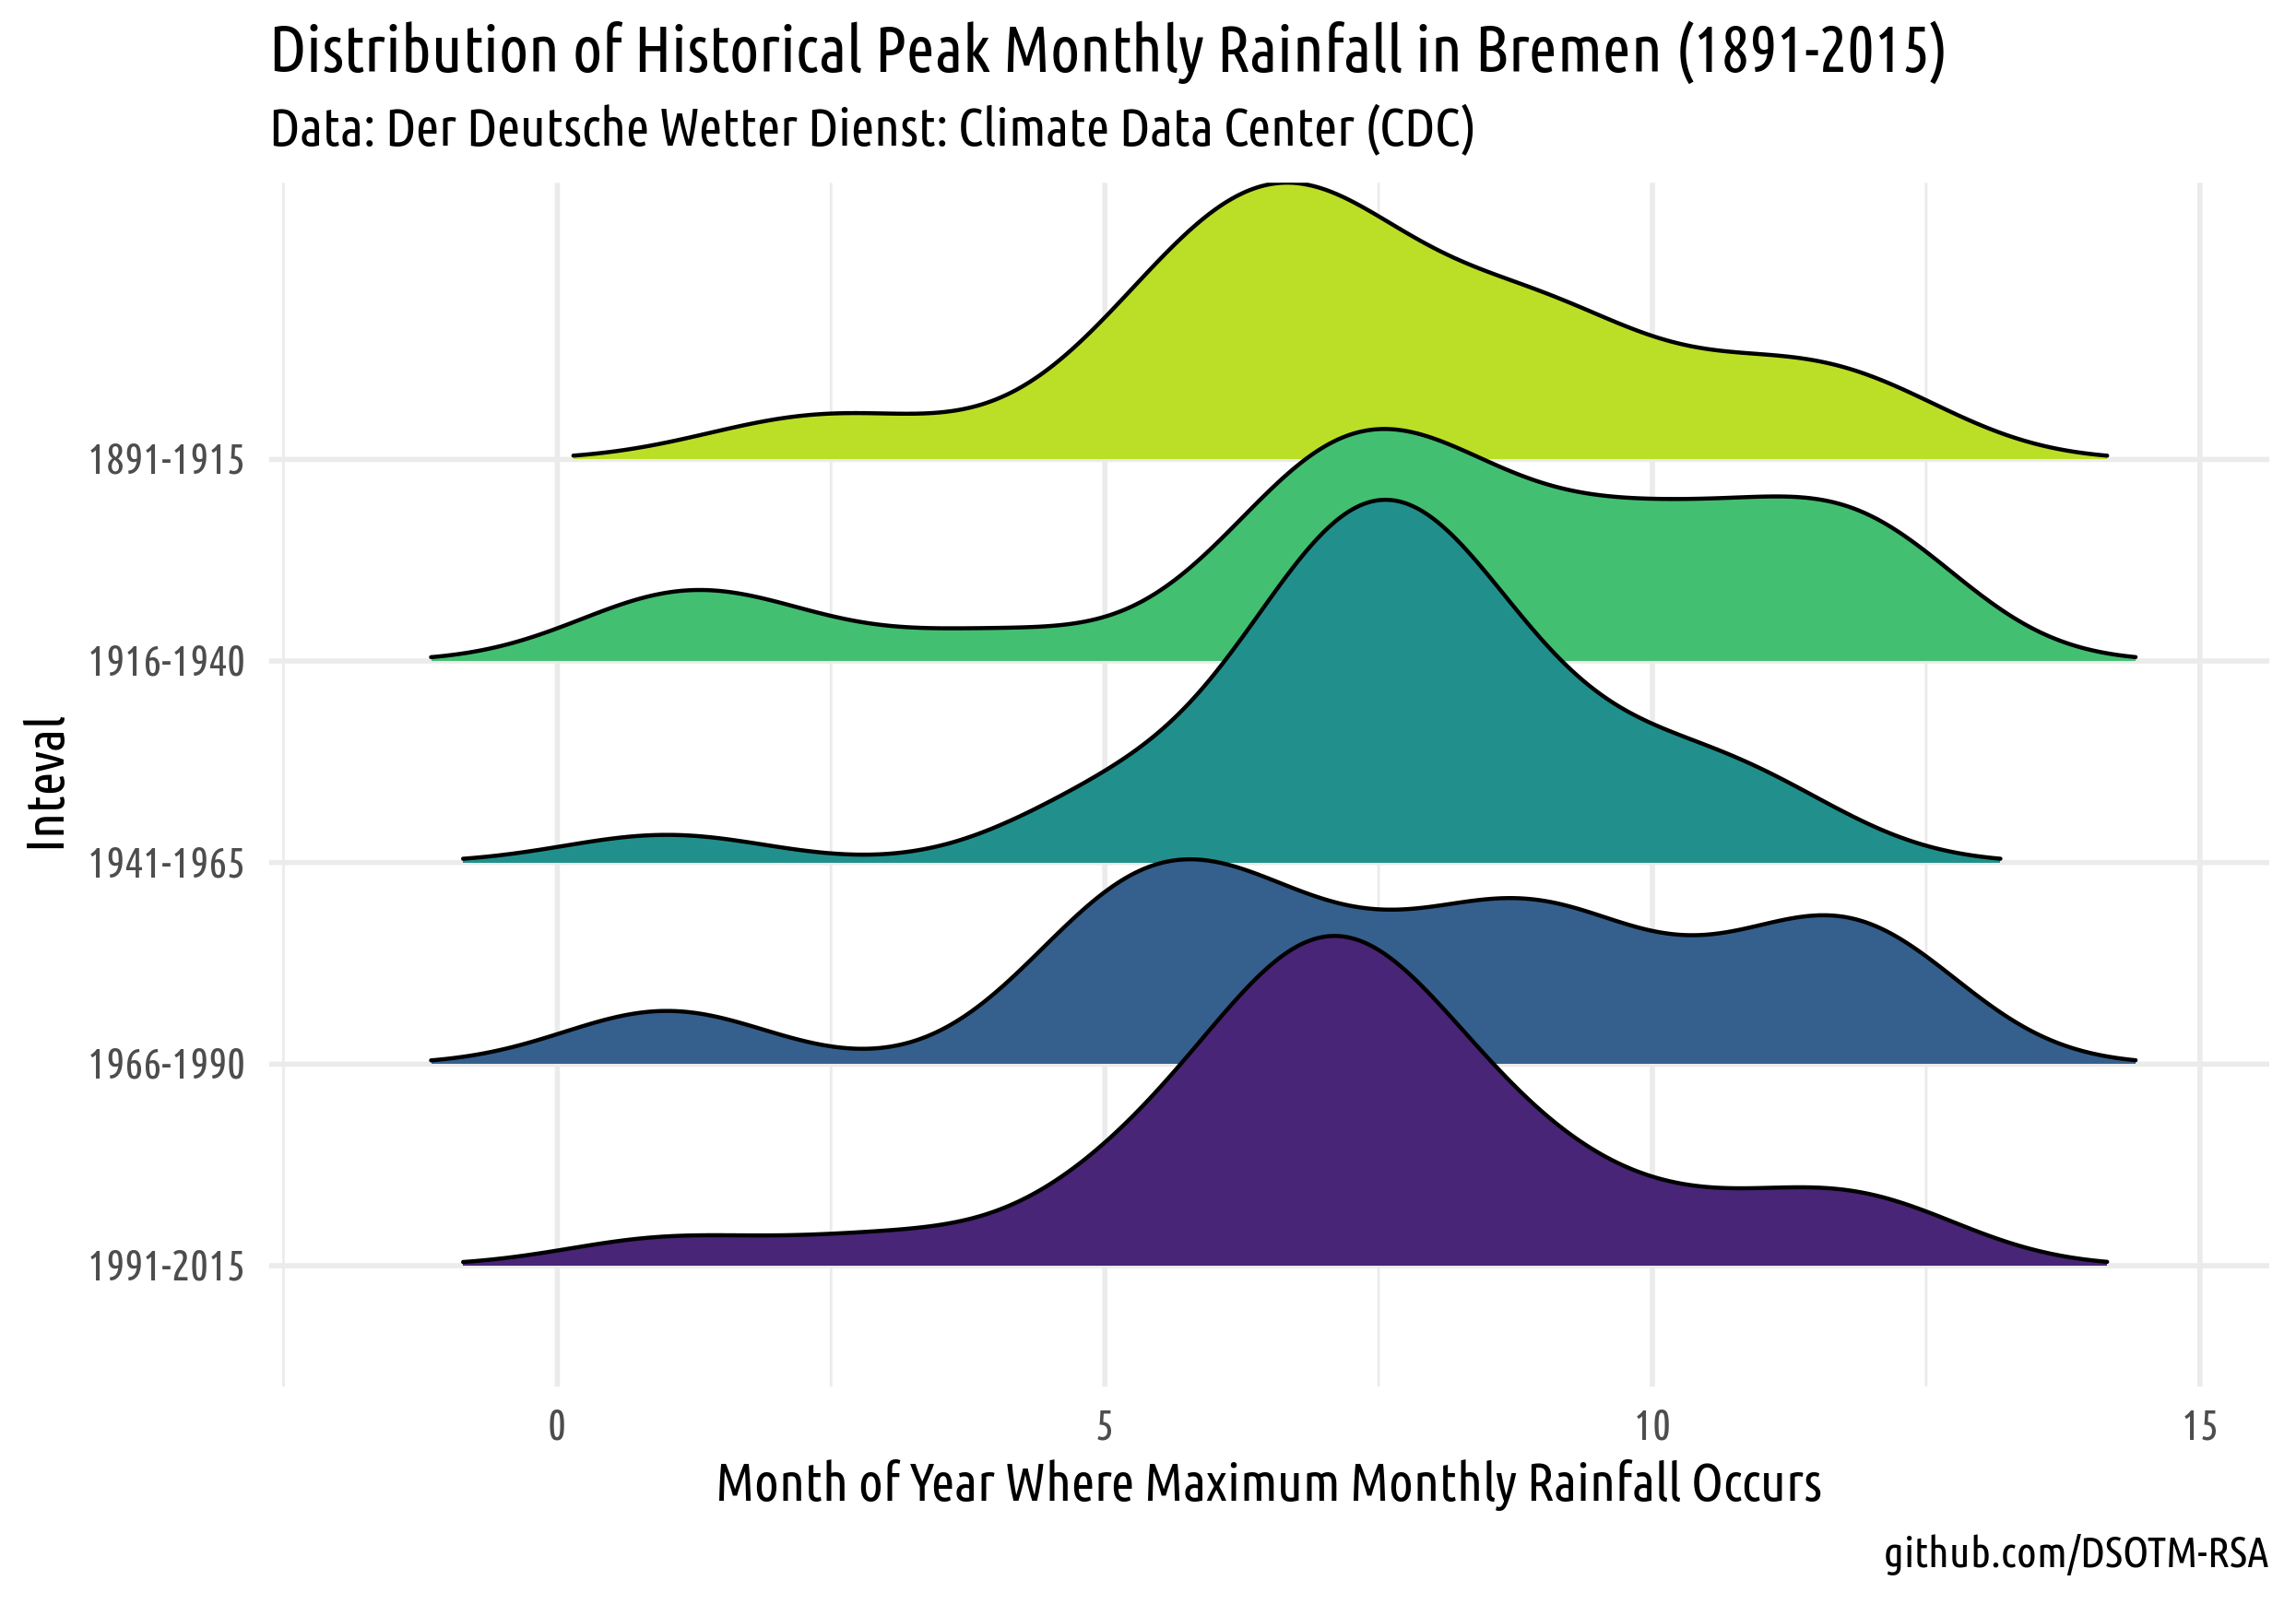 Distribution of Historical Peak Monthly Rainfall in Bremen (1891-2015)
Data: Der Deutsche Wetter Dienst: Climate Data Center (CDC)
Inteval
1891-1915
1916-1940
1941-1965
1966-1990
1991-2015
0 5 10 15
Month of Year Where Maximum Monthly Rainfall Occurs
github.com/DSOTM-RSA